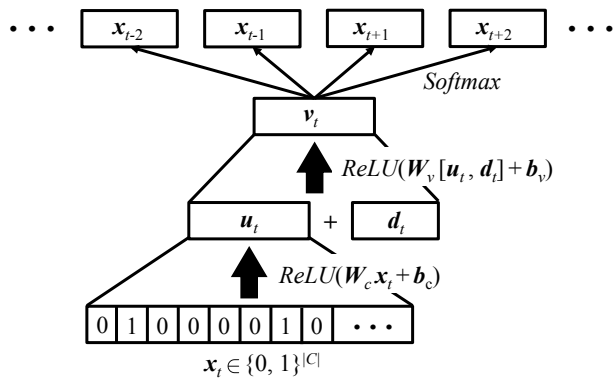 • • • x_{t-2} x_{t-1} x_{t+1} x_{t+2} • • •
Softmax
v_t
ReLU(W_v [u_t , d_t] + b_v)
u_t + d_t
ReLU(W_c x_t + b_c)
0 1 0 0 0 0 1 0 • • •
x_t ∈ {0, 1}^{|C|}